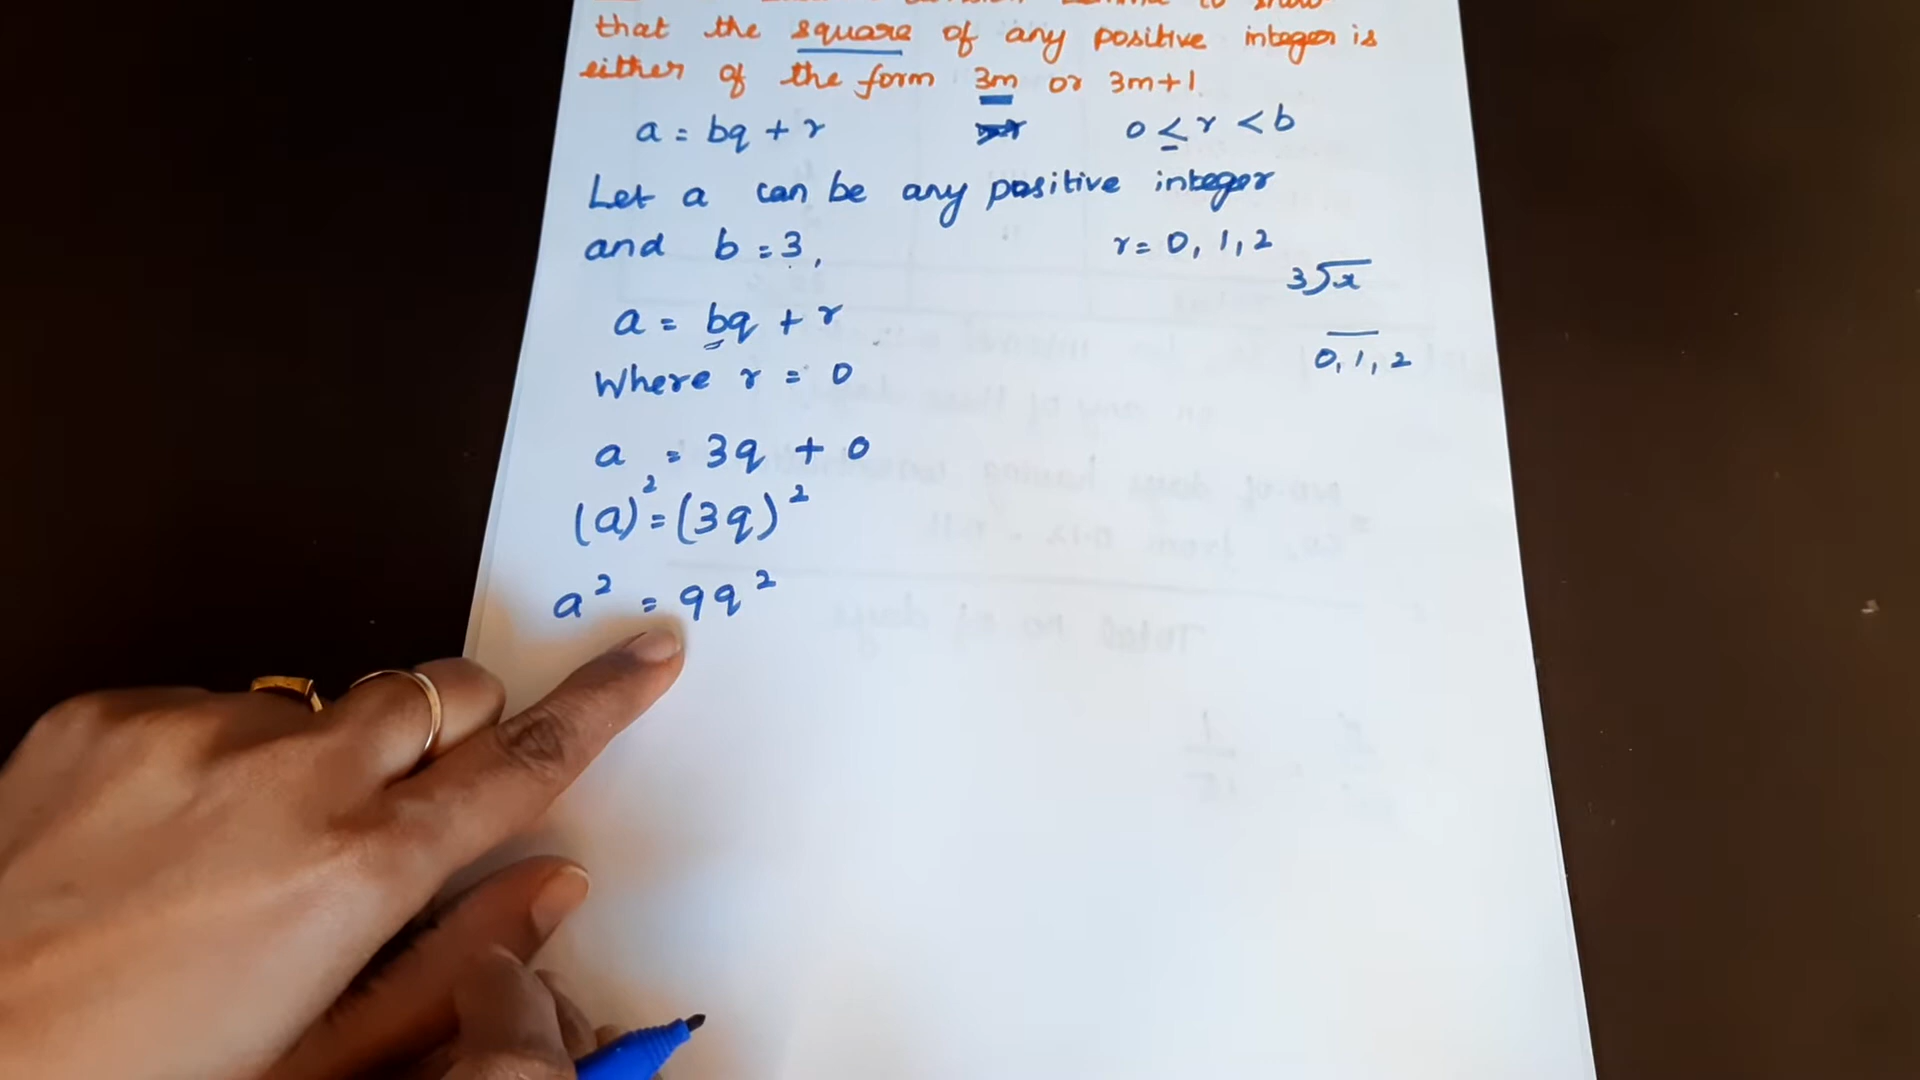 to show
that the square of any positive integer is
either of the form 3m or 3m+1.
a = bq + r 0 ≤ r < b
Let a can be any positive integer
and b = 3, r = 0, 1, 2
3)x
a = bq + r
0, 1, 2
Where r = 0
a = 3q + 0
(a)² = (3q)²
a² = 9q²